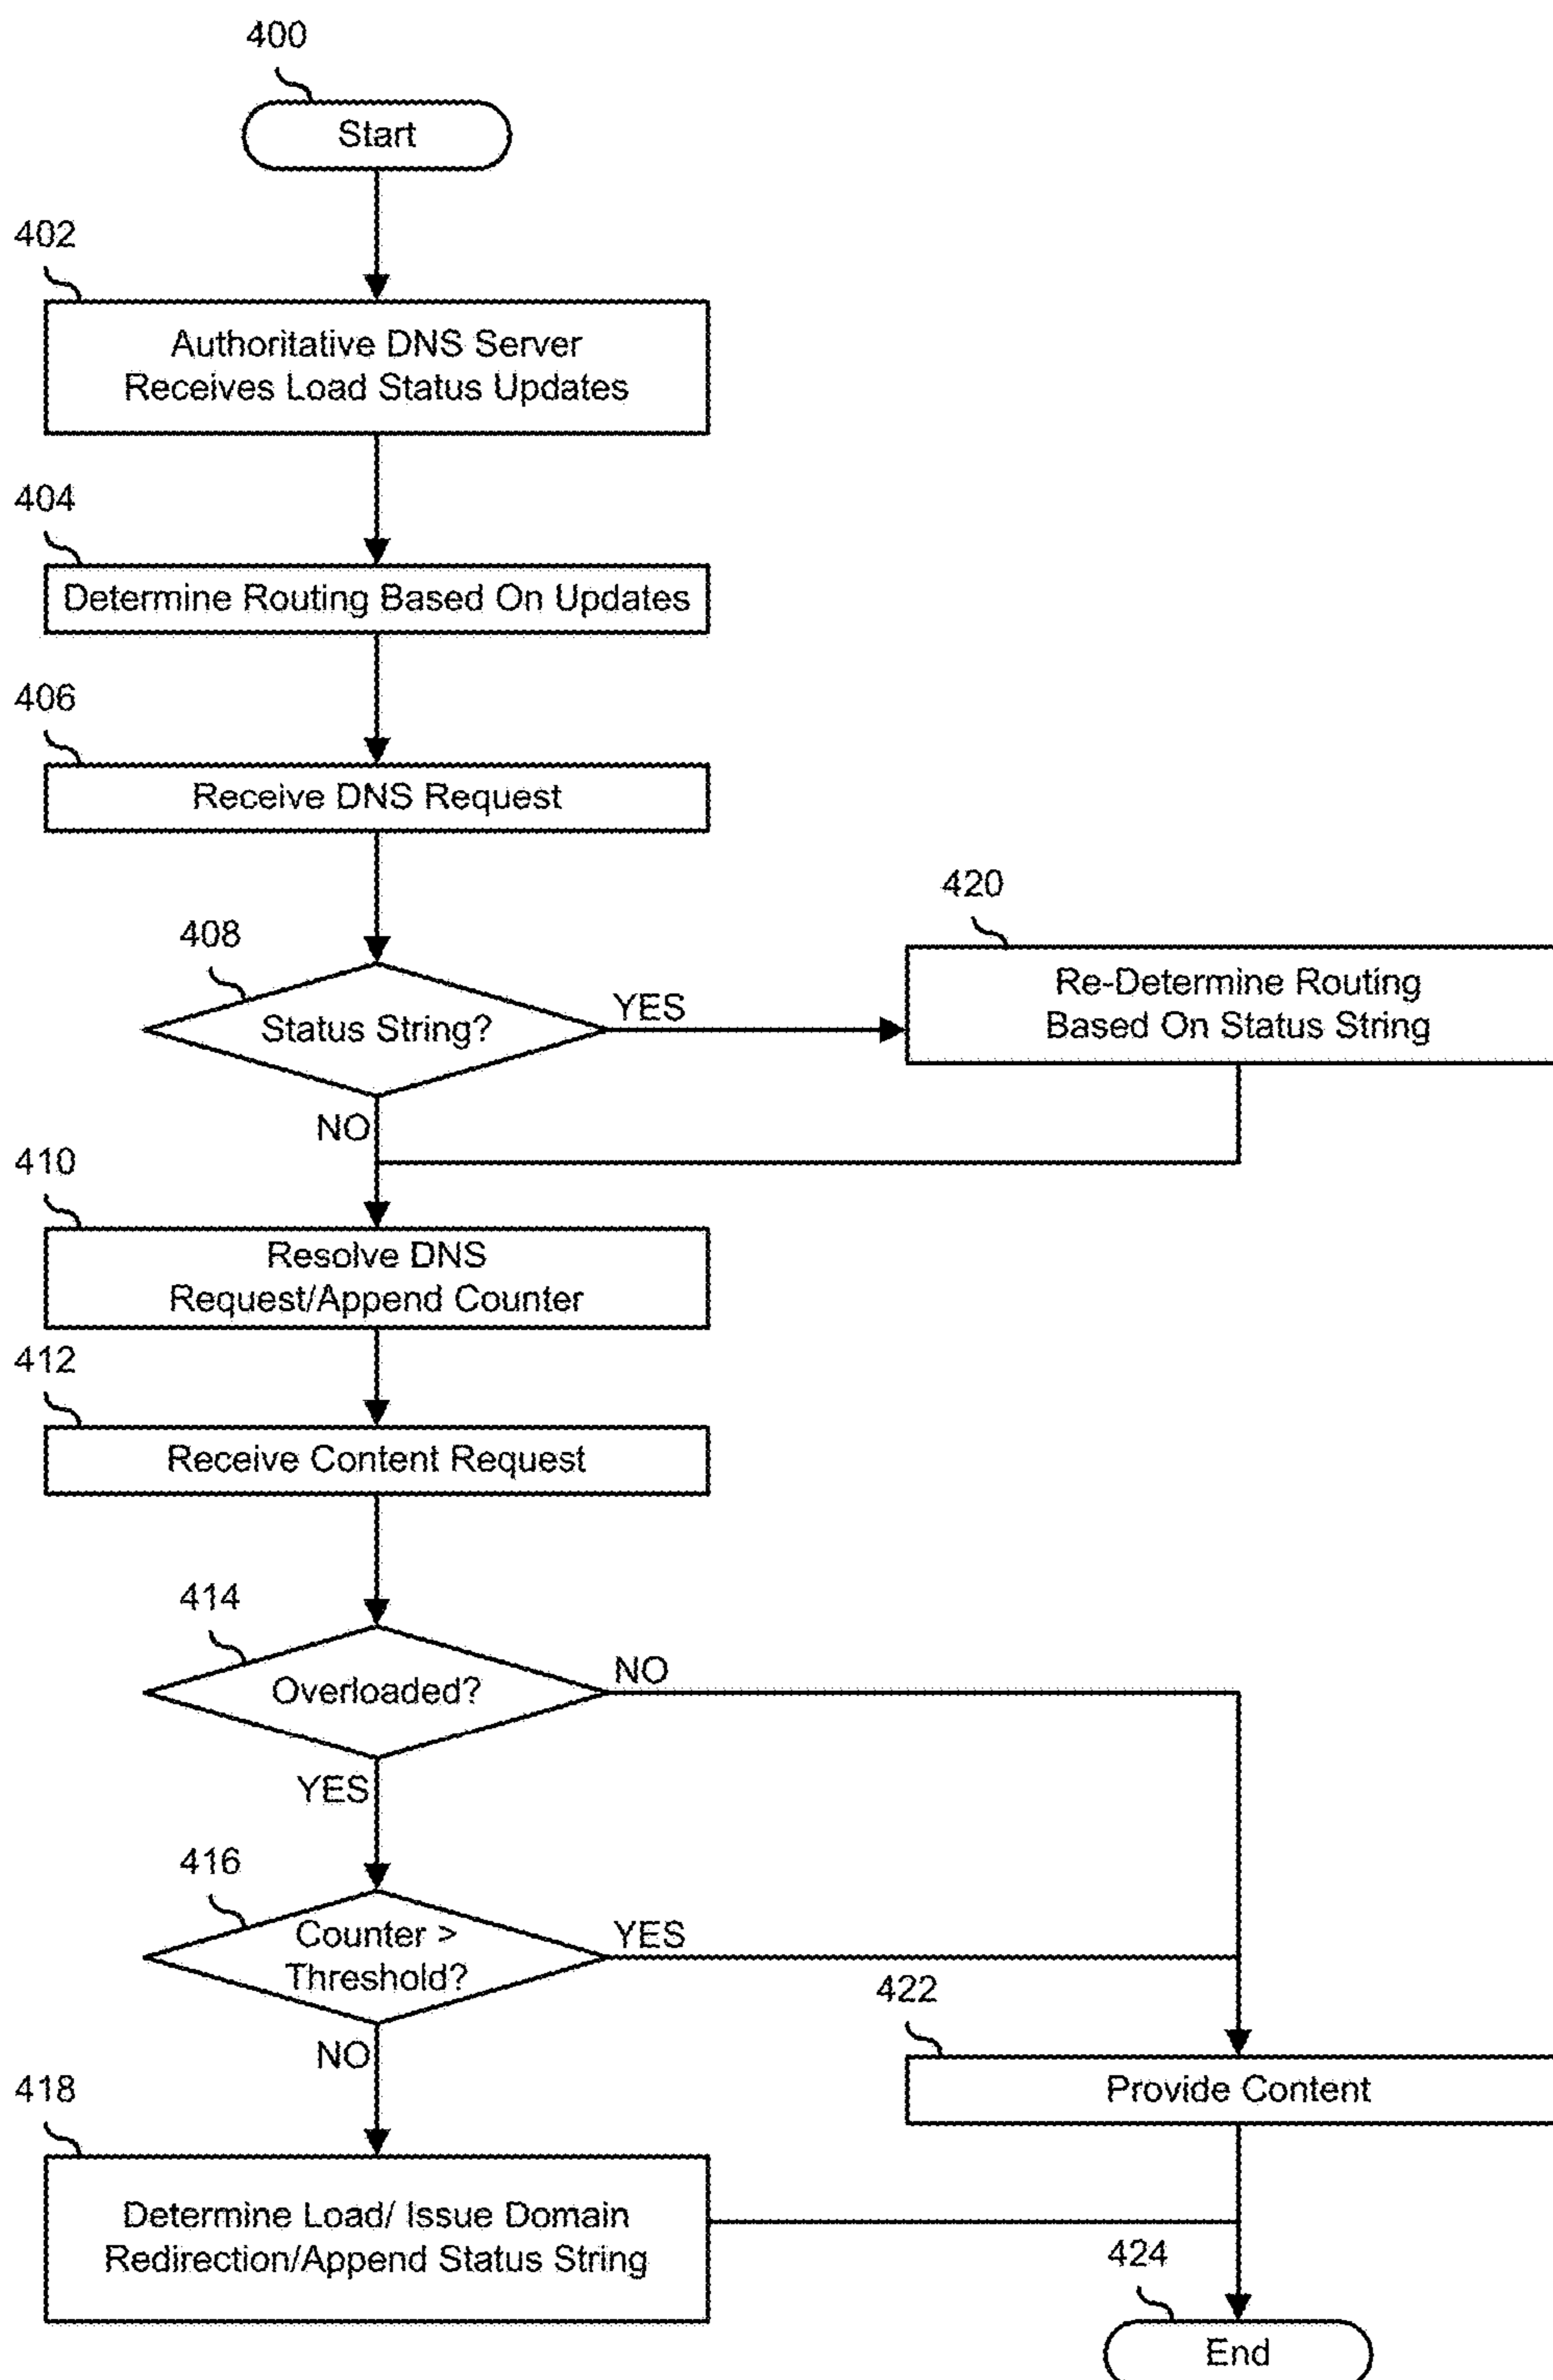 400
Start
402
Authoritative DNS Server
Receives Load Status Updates
404
Determine Routing Based On Updates
406
Receive DNS Request
408
Status String?
YES
NO
420
Re-Determine Routing
Based On Status String
410
Resolve DNS
Request/Append Counter
412
Receive Content Request
414
Overloaded?
NO
YES
416
Counter >
Threshold?
YES
NO
422
Provide Content
418
Determine Load/ Issue Domain
Redirection/Append Status String
424
End